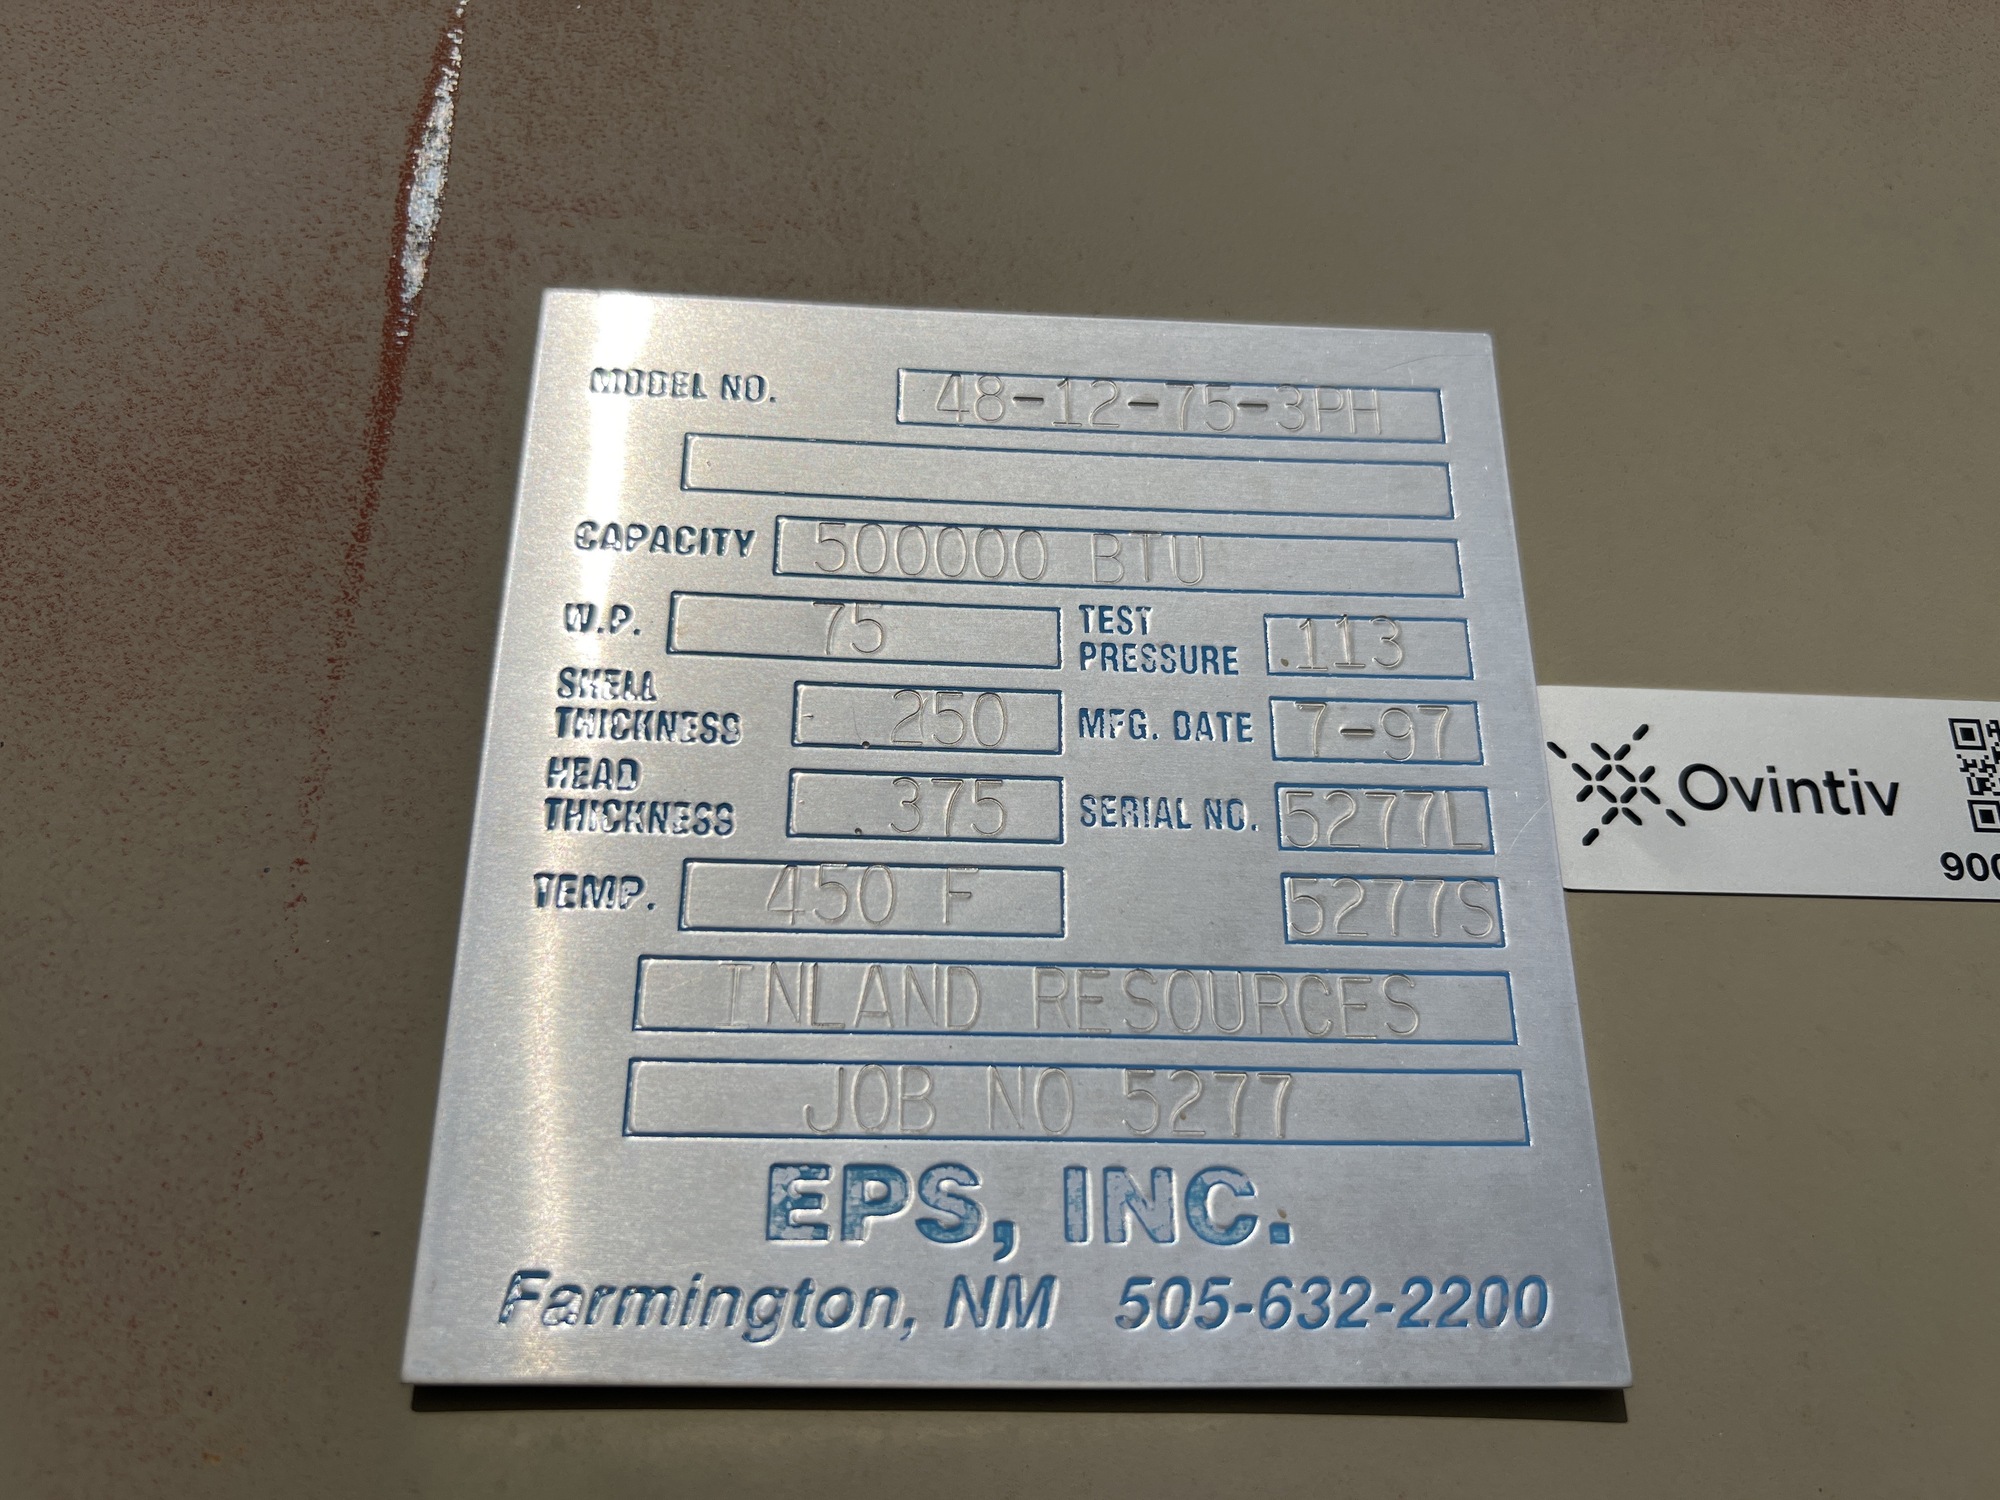 MODEL NO. 48-12-75-3PH
CAPACITY 500000 BTU
W.P. 75 TEST PRESSURE 113
SHELL THICKNESS .250 MFG. DATE 7-97
HEAD THICKNESS .375 SERIAL NO. 5277L
TEMP. 450 F 5277S
INLAND RESOURCES
JOB NO 5277
EPS, INC.
Farmington, NM 505-632-2200
Ovintiv